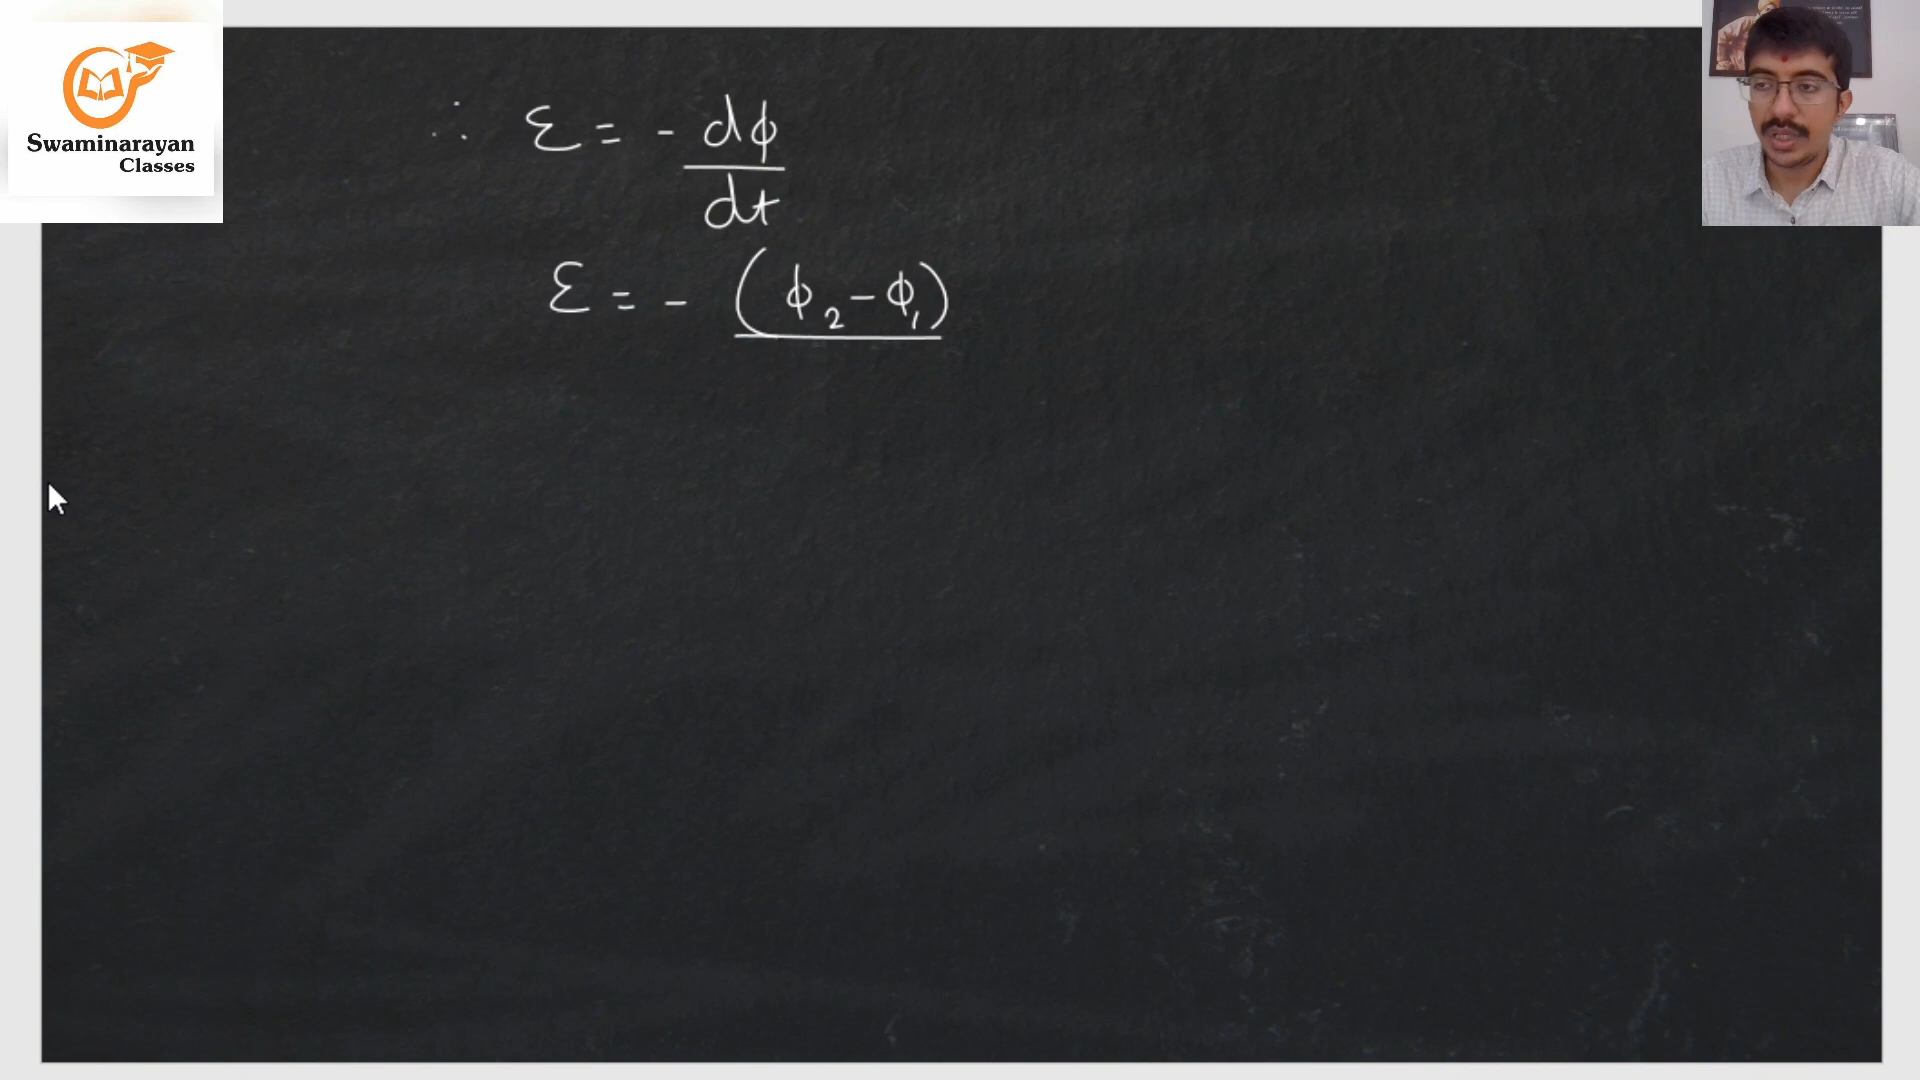 Swaminarayan
Classes
∴ ε = - dφ
dt
ε = - (φ₂ - φ₁)